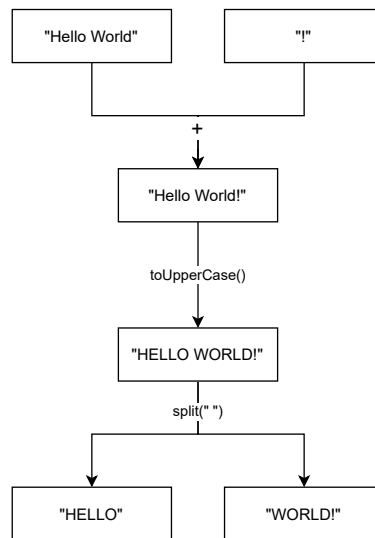 "Hello World"
"!"
+
"Hello World!"
toUpperCase()
"HELLO WORLD!"
split(" ")
"HELLO"
"WORLD!"